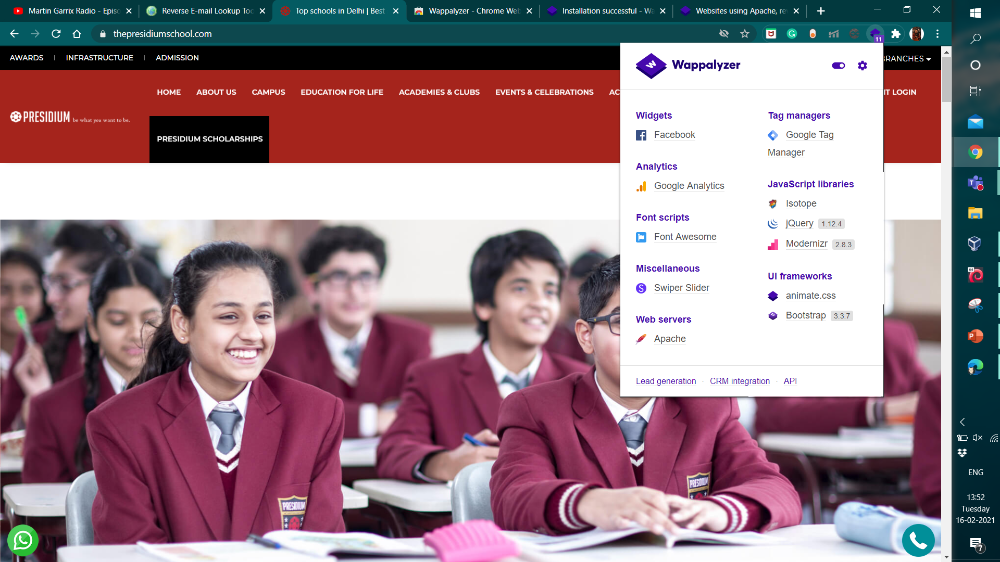 Martin Garrix Radio - Episo
Reverse E-mail Lookup Too
Top schools in Delhi | Best
Wappalyzer - Chrome Web
Installation successful - Wa
Websites using Apache, re
thepresidiumschool.com
11
AWARDS | INFRASTRUCTURE | ADMISSION
BRANCHES
HOME ABOUT US CAMPUS EDUCATION FOR LIFE ACADEMIES & CLUBS EVENTS & CELEBRATIONS AC
IT LOGIN
PRESIDIUM be what you want to be.
PRESIDIUM SCHOLARSHIPS
Wappalyzer
Widgets
Facebook
Analytics
Google Analytics
Font scripts
Font Awesome
Miscellaneous
Swiper Slider
Web servers
Apache
Tag managers
Google Tag
Manager
JavaScript libraries
Isotope
jQuery 1.12.4
Modernizr 2.8.3
UI frameworks
animate.css
Bootstrap 3.3.7
Lead generation · CRM integration · API
PRESIDIUM
PRESIDIUM
64
ENG
13:52
Tuesday
16-02-2021
7